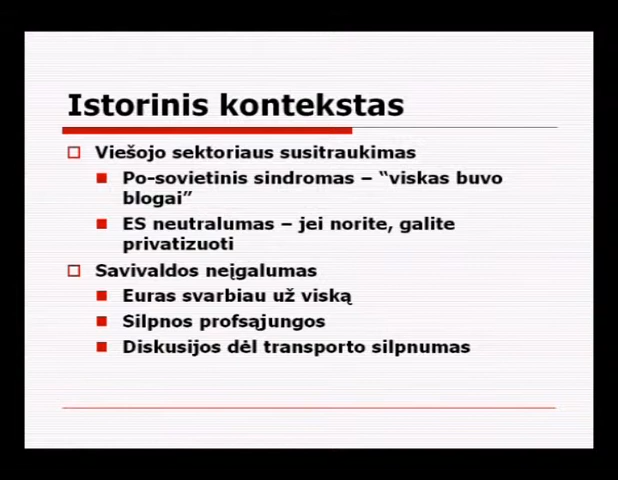 Istorinis kontekstas
Viešojo sektoriaus susitraukimas
Po-sovietinis sindromas – “viskas buvo
blogai”
ES neutralumas – jei norite, galite
privatizuoti
Savivaldos neįgalumas
Euras svarbiau už viską
Silpnos profsąjungos
Diskusijos dėl transporto silpnumas